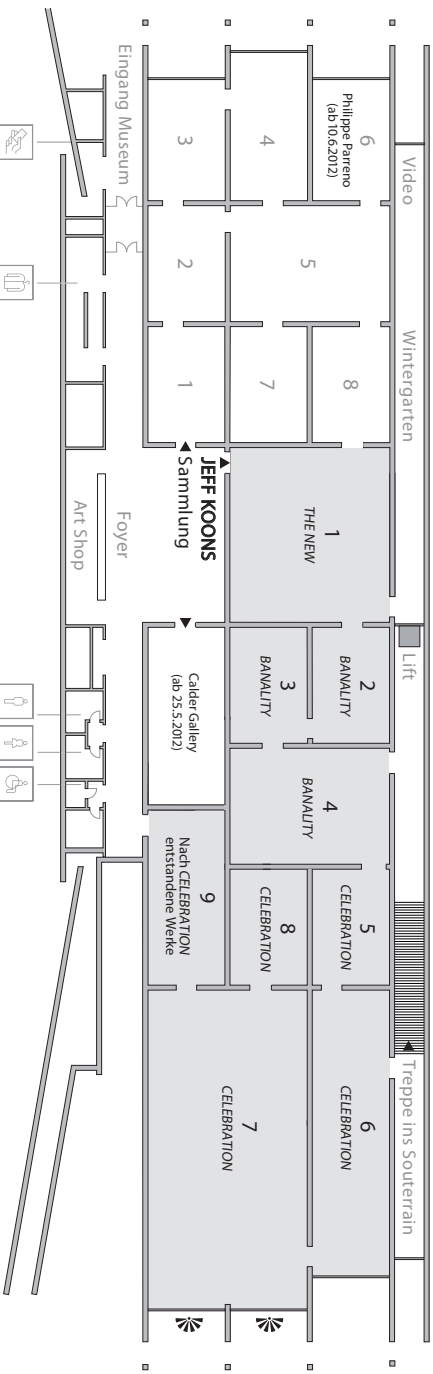 Eingang Museum
Video
Wintergarten
Lift
Treppe ins Souterrain
6
Philippe Parreno
(ab 10.6.2012)
4
3
5
2
8
7
1
JEFF KOONS
Sammlung
Foyer
Art Shop
1
THE NEW
2
BANALITY
3
BANALITY
Calder Gallery
(ab 25.5.2012)
4
BANALITY
5
CELEBRATION
8
CELEBRATION
9
Nach CELEBRATION
entstandene Werke
6
CELEBRATION
7
CELEBRATION